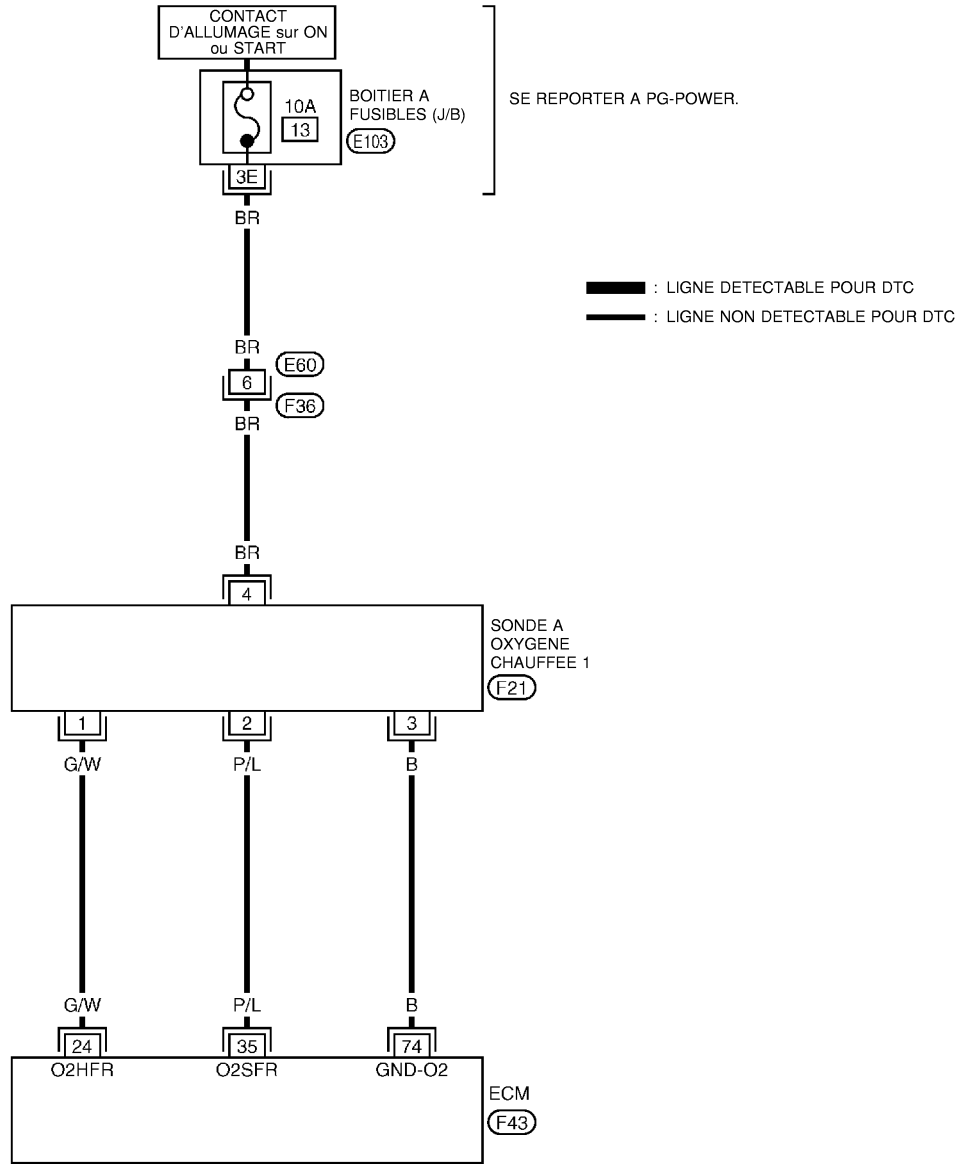 CONTACT
D'ALLUMAGE sur ON
ou START
10A
13
BOITIER A
FUSIBLES (J/B)
E103
SE REPORTER A PG-POWER.
3E
BR
: LIGNE DETECTABLE POUR DTC
: LIGNE NON DETECTABLE POUR DTC
BR
E60
6
F36
BR
BR
4
SONDE A
OXYGENE
CHAUFFEE 1
F21
1 2 3
G/W P/L B
G/W P/L B
24 35 74
O2HFR O2SFR GND-O2
ECM
F43